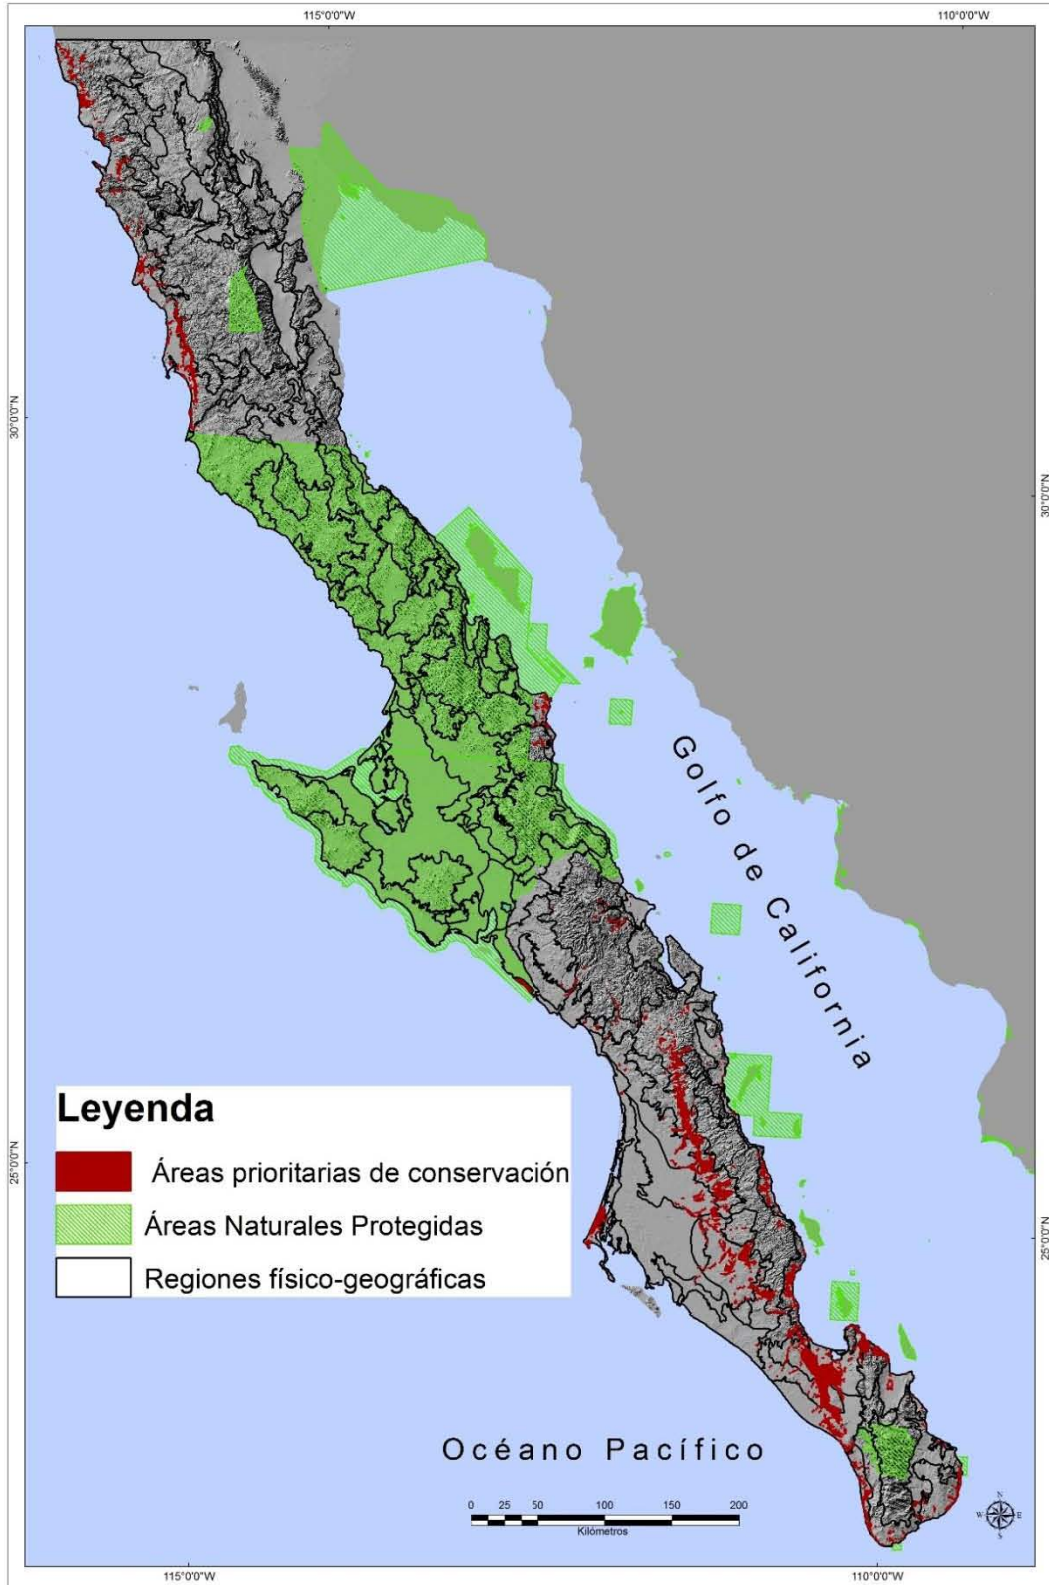 115°0'0"W
110°0'0"W
30°0'0"N
30°0'0"N
Golfo de California
Leyenda
Áreas prioritarias de conservación
Áreas Naturales Protegidas
Regiones físico-geográficas
25°0'0"N
25°0'0"N
Océano Pacífico
0 25 50 100 150 200
Kilómetros
N
W E
S
115°0'0"W
110°0'0"W